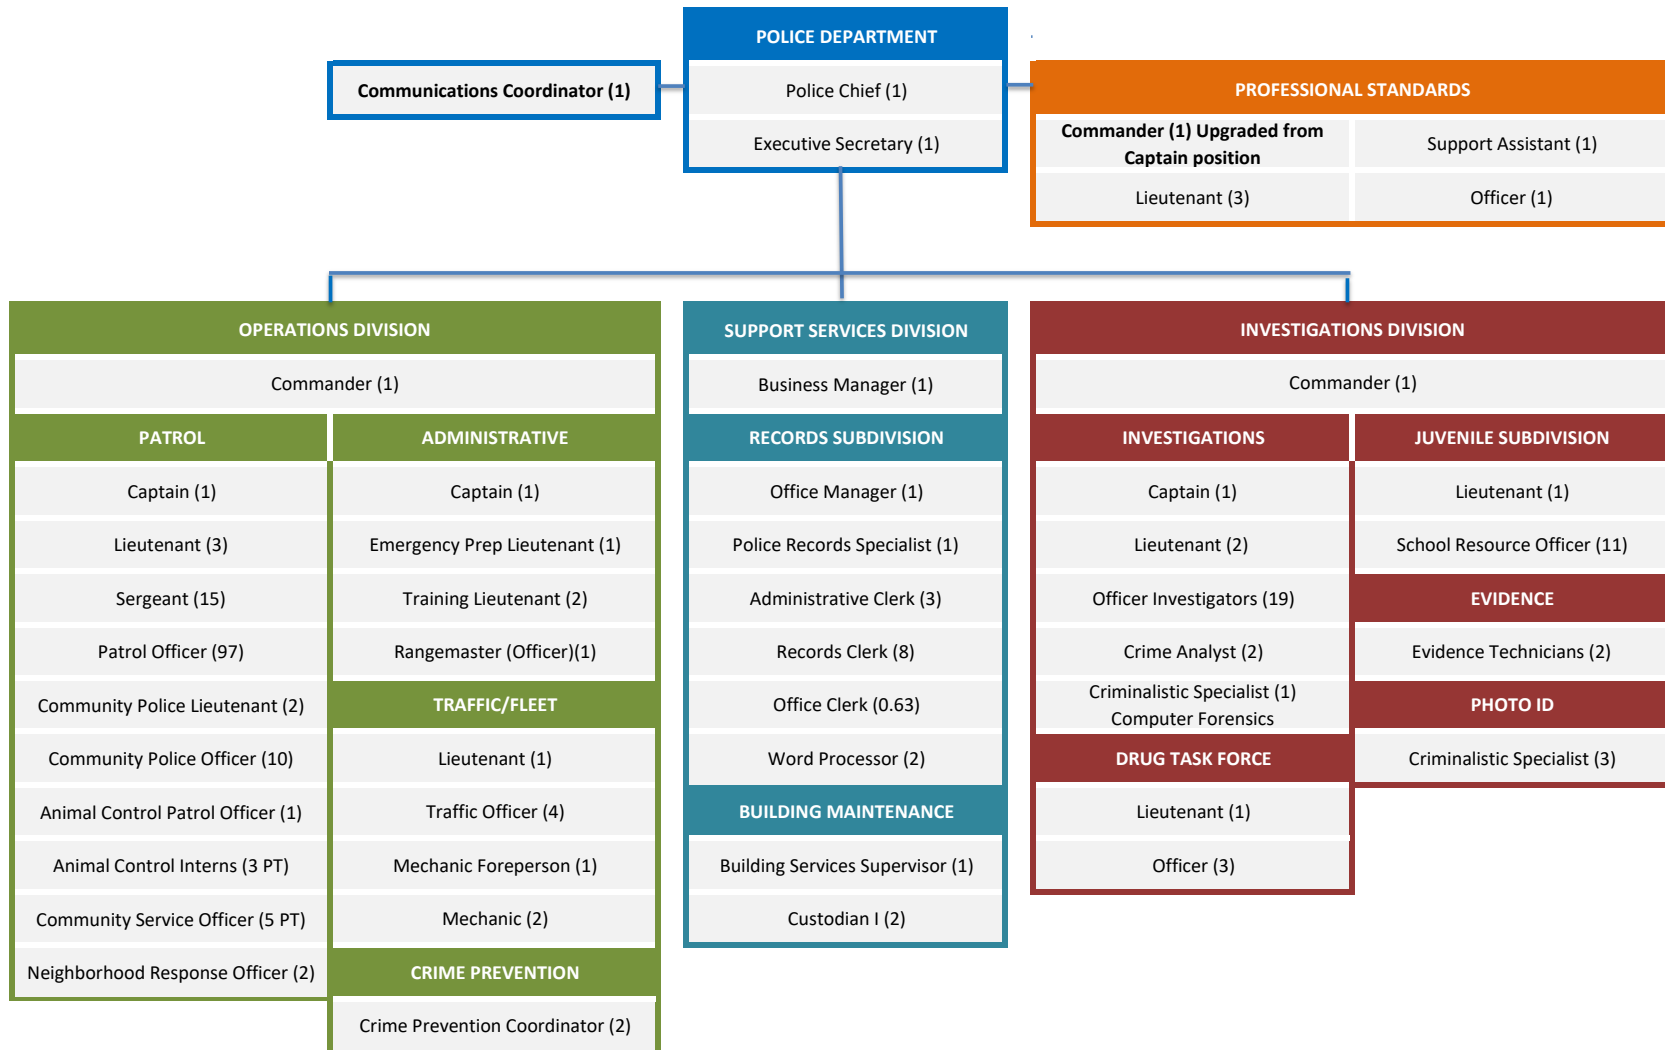 POLICE DEPARTMENT
Communications Coordinator (1)
Police Chief (1)
Executive Secretary (1)
PROFESSIONAL STANDARDS
Commander (1) Upgraded from
Captain position
Support Assistant (1)
Lieutenant (3)
Officer (1)
OPERATIONS DIVISION
Commander (1)
PATROL
Captain (1)
Lieutenant (3)
Sergeant (15)
Patrol Officer (97)
Community Police Lieutenant (2)
Community Police Officer (10)
Animal Control Patrol Officer (1)
Animal Control Interns (3 PT)
Community Service Officer (5 PT)
Neighborhood Response Officer (2)
ADMINISTRATIVE
Captain (1)
Emergency Prep Lieutenant (1)
Training Lieutenant (2)
Rangemaster (Officer)(1)
TRAFFIC/FLEET
Lieutenant (1)
Traffic Officer (4)
Mechanic Foreperson (1)
Mechanic (2)
CRIME PREVENTION
Crime Prevention Coordinator (2)
SUPPORT SERVICES DIVISION
Business Manager (1)
RECORDS SUBDIVISION
Office Manager (1)
Police Records Specialist (1)
Administrative Clerk (3)
Records Clerk (8)
Office Clerk (0.63)
Word Processor (2)
BUILDING MAINTENANCE
Building Services Supervisor (1)
Custodian I (2)
INVESTIGATIONS DIVISION
Commander (1)
INVESTIGATIONS
Captain (1)
Lieutenant (2)
Officer Investigators (19)
Crime Analyst (2)
Criminalistic Specialist (1)
Computer Forensics
DRUG TASK FORCE
Lieutenant (1)
Officer (3)
JUVENILE SUBDIVISION
Lieutenant (1)
School Resource Officer (11)
EVIDENCE
Evidence Technicians (2)
PHOTO ID
Criminalistic Specialist (3)